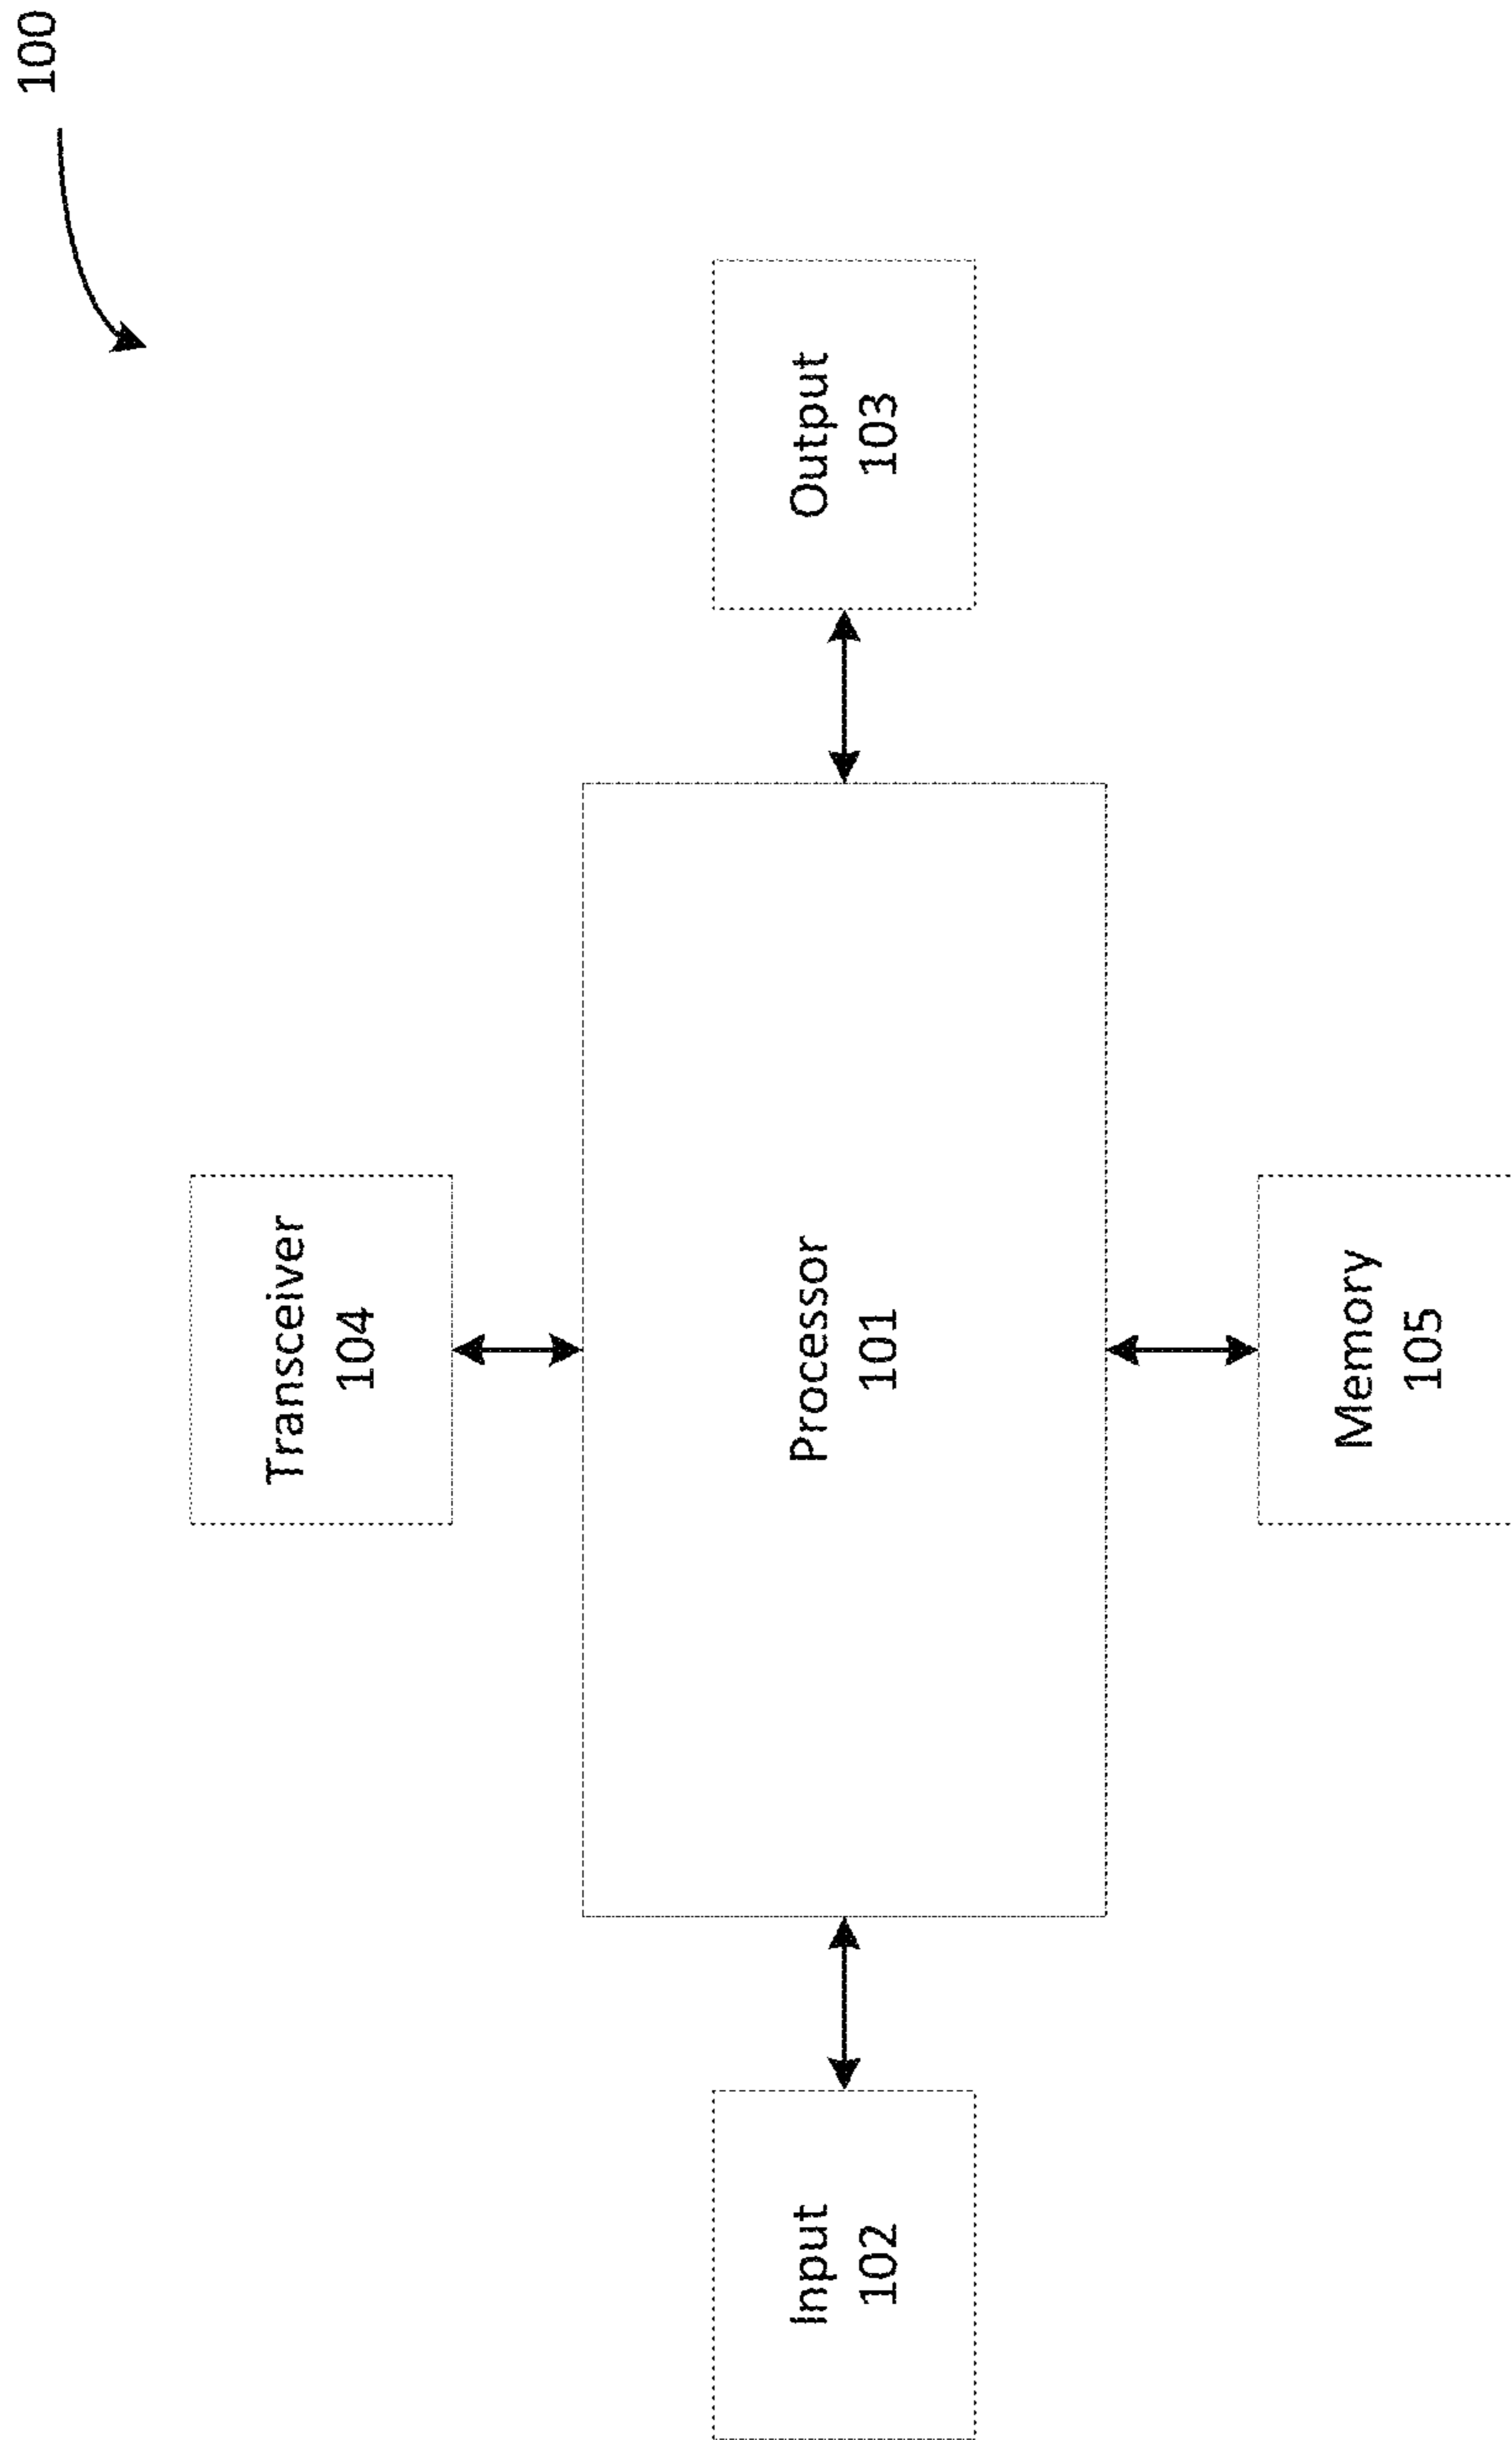 100
Transceiver
104
Input
102
Processor
101
Output
103
Memory
105